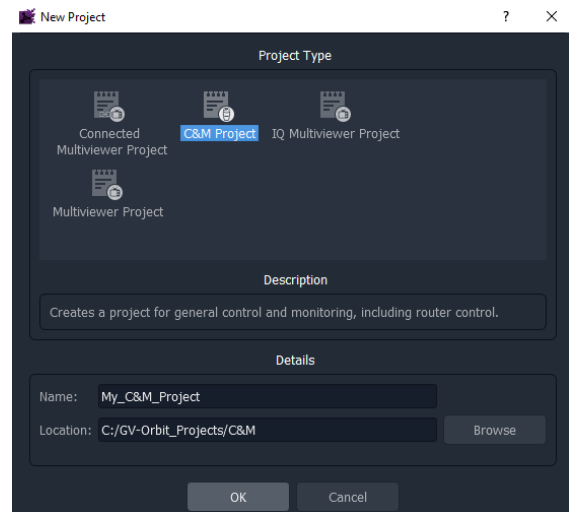 New Project
?
Project Type
Connected
Multiviewer Project
C&M Project
IQ Multiviewer Project
Multiviewer Project
Description
Creates a project for general control and monitoring, including router control.
Details
Name: My_C&M_Project
Location: C:/GV-Orbit_Projects/C&M Browse
OK Cancel